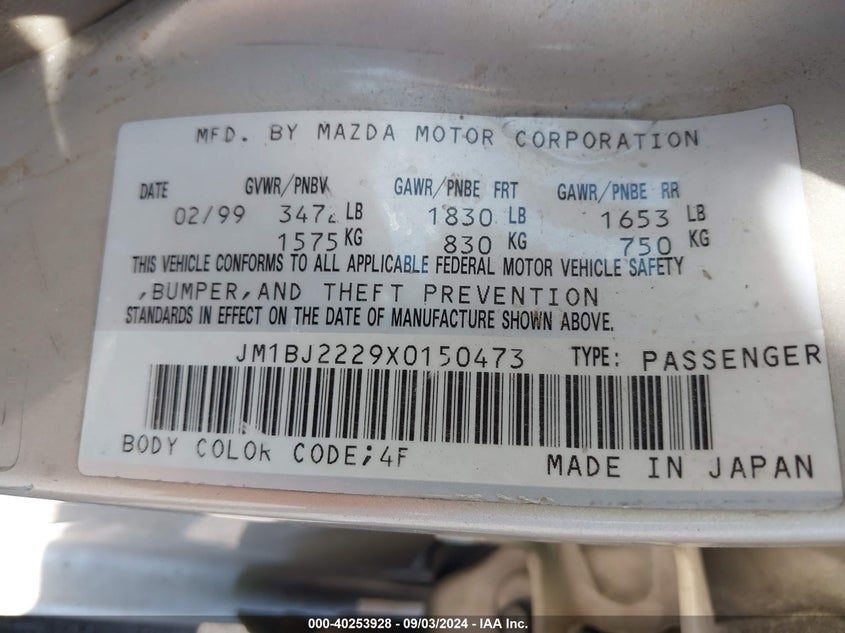 MFD. BY MAZDA MOTOR CORPORATION
DATE GVWR/PNBV GAWR/PNBE FRT GAWR/PNBE RR
02/99 3472 LB 1830 LB 1653 LB
1575 KG 830 KG 750 KG
THIS VEHICLE CONFORMS TO ALL APPLICABLE FEDERAL MOTOR VEHICLE SAFETY
,BUMPER,AND THEFT PREVENTION
STANDARDS IN EFFECT ON THE DATE OF MANUFACTURE SHOWN ABOVE.
JM1BJ2229X0150473 TYPE: PASSENGER
BODY COLOR CODE;4F
MADE IN JAPAN
000-40253928 - 09/03/2024 - IAA Inc.